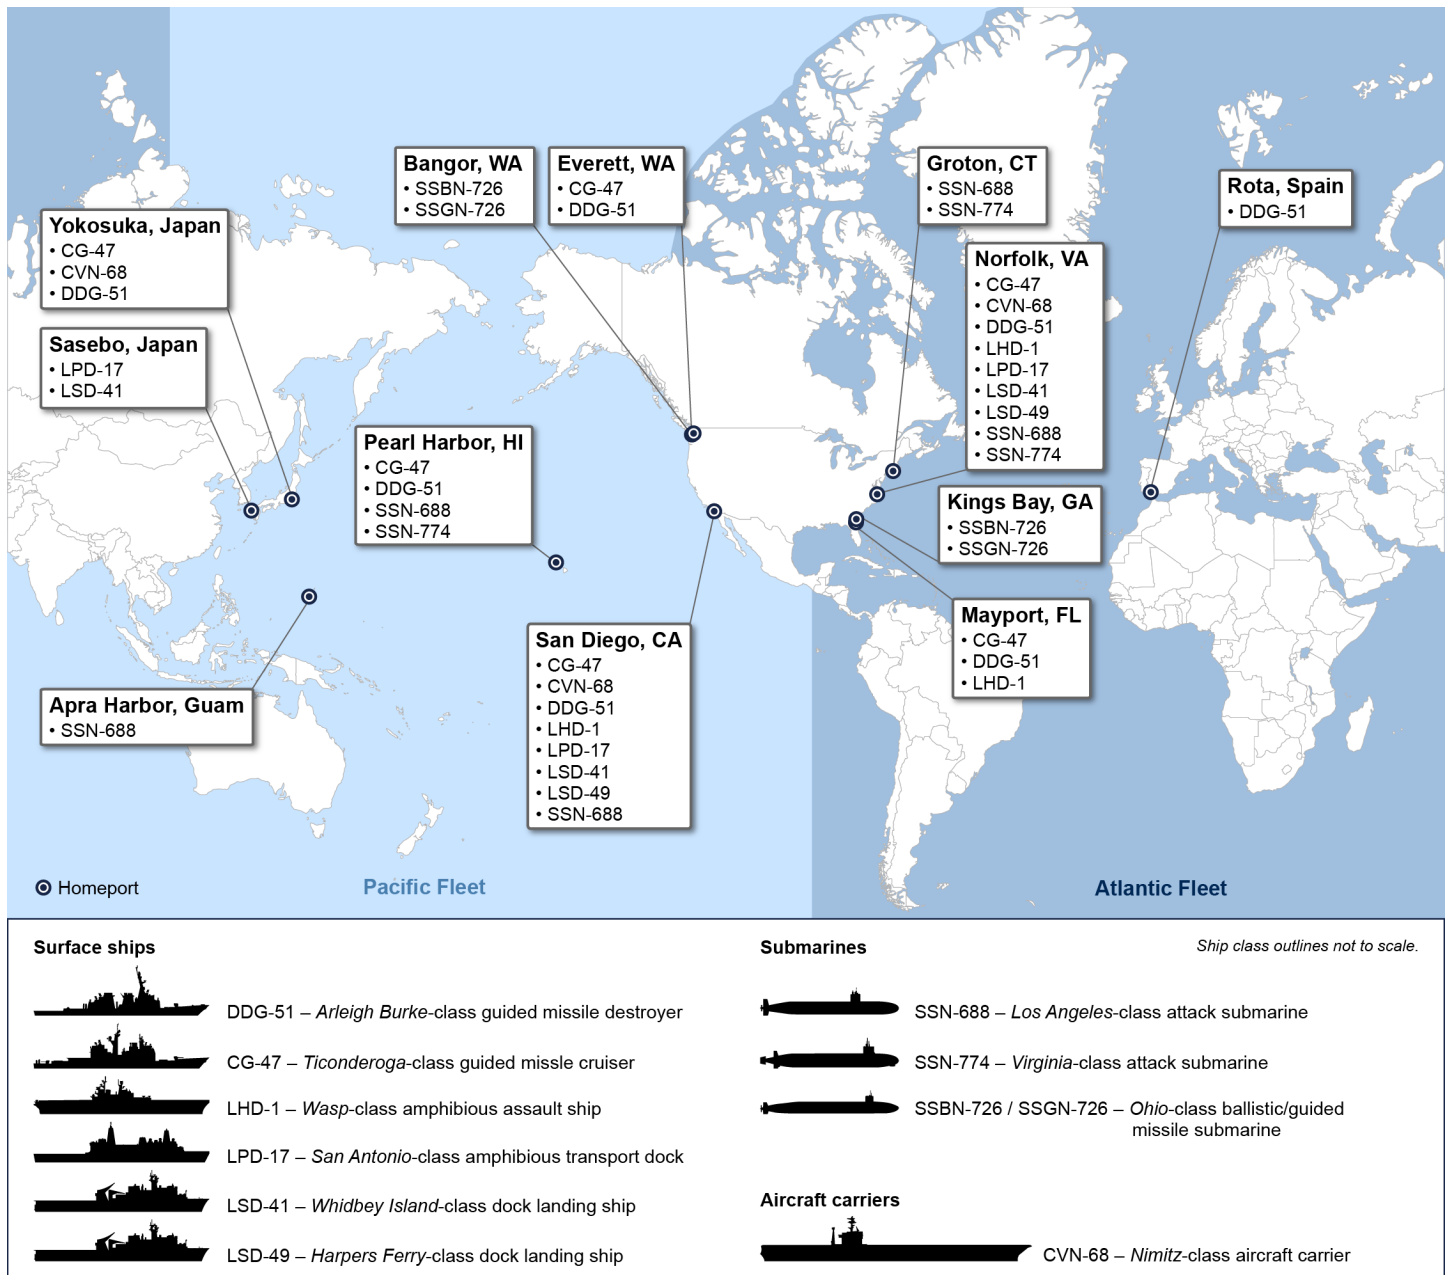 Bangor, WA
• SSBN-726
• SSGN-726
Everett, WA
• CG-47
• DDG-51
Groton, CT
• SSN-688
• SSN-774
Rota, Spain
• DDG-51
Yokosuka, Japan
• CG-47
• CVN-68
• DDG-51
Norfolk, VA
• CG-47
• CVN-68
• DDG-51
• LHD-1
• LPD-17
• LSD-41
• LSD-49
• SSN-688
• SSN-774
Sasebo, Japan
• LPD-17
• LSD-41
Pearl Harbor, HI
• CG-47
• DDG-51
• SSN-688
• SSN-774
Kings Bay, GA
• SSBN-726
• SSGN-726
Mayport, FL
• CG-47
• DDG-51
• LHD-1
San Diego, CA
• CG-47
• CVN-68
• DDG-51
• LHD-1
• LPD-17
• LSD-41
• LSD-49
• SSN-688
Apra Harbor, Guam
• SSN-688
Homeport
Pacific Fleet
Atlantic Fleet
Surface ships
DDG-51 – Arleigh Burke-class guided missile destroyer
CG-47 – Ticonderoga-class guided missle cruiser
LHD-1 – Wasp-class amphibious assault ship
LPD-17 – San Antonio-class amphibious transport dock
LSD-41 – Whidbey Island-class dock landing ship
LSD-49 – Harpers Ferry-class dock landing ship
Submarines
Ship class outlines not to scale.
SSN-688 – Los Angeles-class attack submarine
SSN-774 – Virginia-class attack submarine
SSBN-726 / SSGN-726 – Ohio-class ballistic/guided
missile submarine
Aircraft carriers
CVN-68 – Nimitz-class aircraft carrier